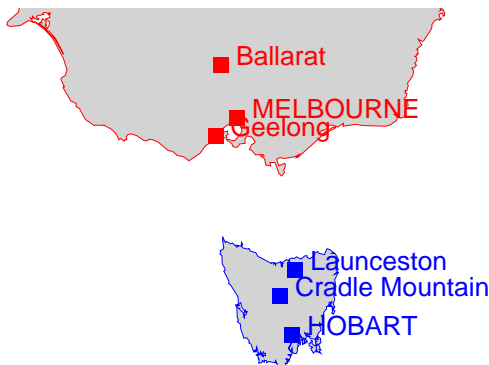 Ballarat
MELBOURNE
Geelong
Launceston
Cradle Mountain
HOBART